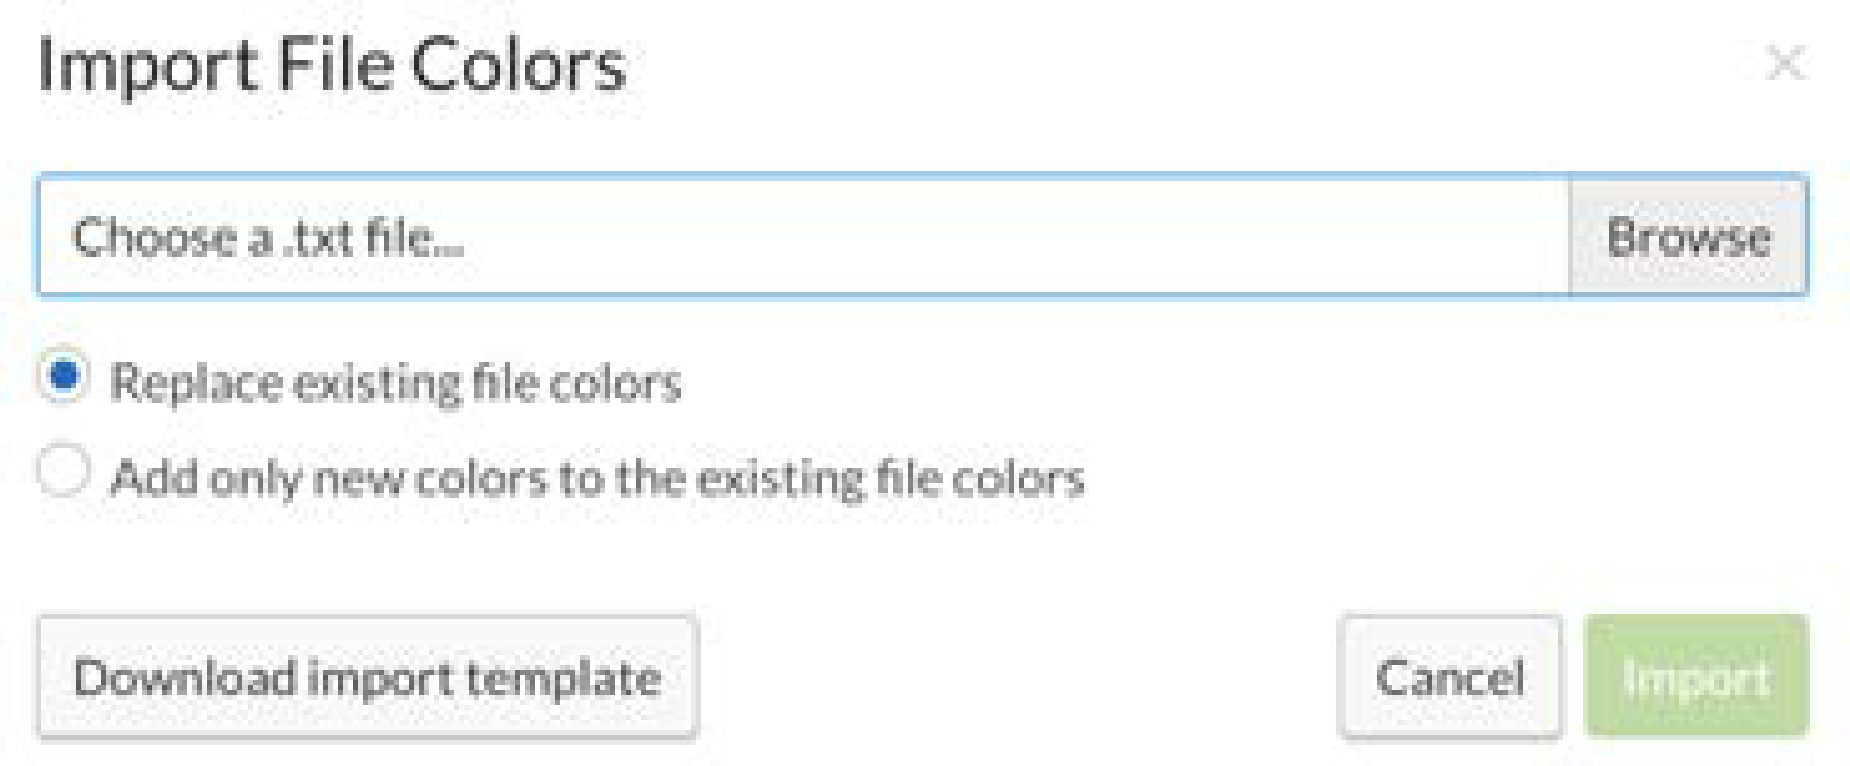 Import File Colors
Choose a .txt file...
Browse
Replace existing file colors
Add only new colors to the existing file colors
Download import template
Cancel
Import